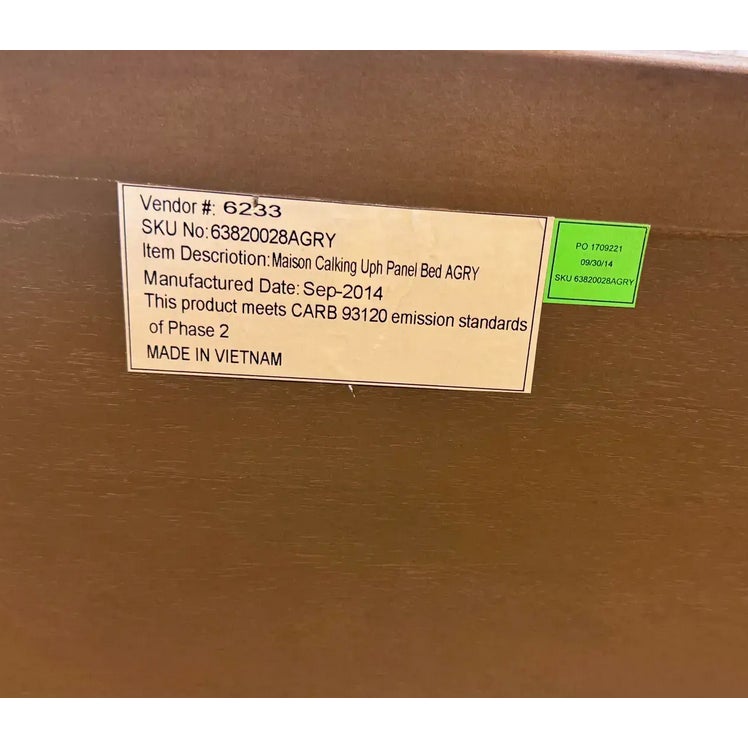 Vendor #: 6233
SKU No: 63820028AGRY
Item Descriotion: Maison Calking Uph Panel Bed AGRY
Manufactured Date: Sep-2014
This product meets CARB 93120 emission standards
of Phase 2
MADE IN VIETNAM
PO 1709221
09/30/14
SKU 63820028AGRY